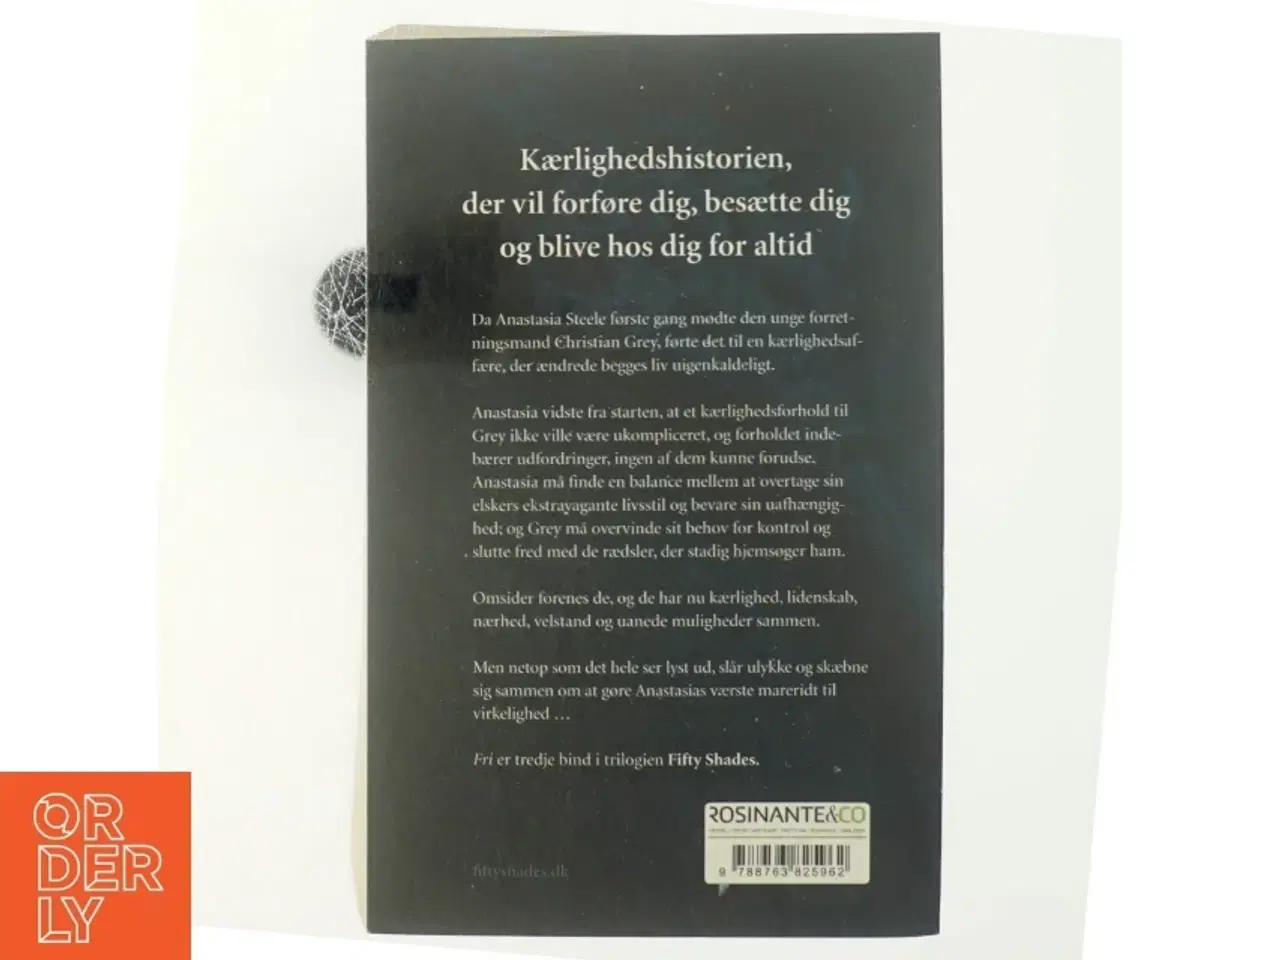 Kærlighedshistorien,
der vil forføre dig, besætte dig
og blive hos dig for altid
Da Anastasia Steele første gang mødte den unge forret-
ningsmand Christian Grey, førte det til en kærlighedsaf-
fære, der ændrede begges liv uigenkaldeligt.
Anastasia vidste fra starten, at et kærlighedsforhold til
Grey ikke ville være ukompliceret, og forholdet inde-
bærer udfordringer, ingen af dem kunne forudse.
Anastasia må finde en balance mellem at overtage sin
elskers ekstravagante livsstil og bevare sin uafhængig-
hed; og Grey må overvinde sit behov for kontrol og
slutte fred med de rædsler, der stadig hjemsøger ham.
Omsider forenes de, og de har nu kærlighed, lidenskab,
nærhed, velstand og uanede muligheder sammen.
Men netop som det hele ser lyst ud, slår ulykke og skæbne
sig sammen om at gøre Anastasias værste mareridt til
virkelighed ...
Fri er tredje bind i trilogien Fifty Shades.
ROSINANTE&CO
9 788763 825962
fiftyshades.dk
OR
DER
LY